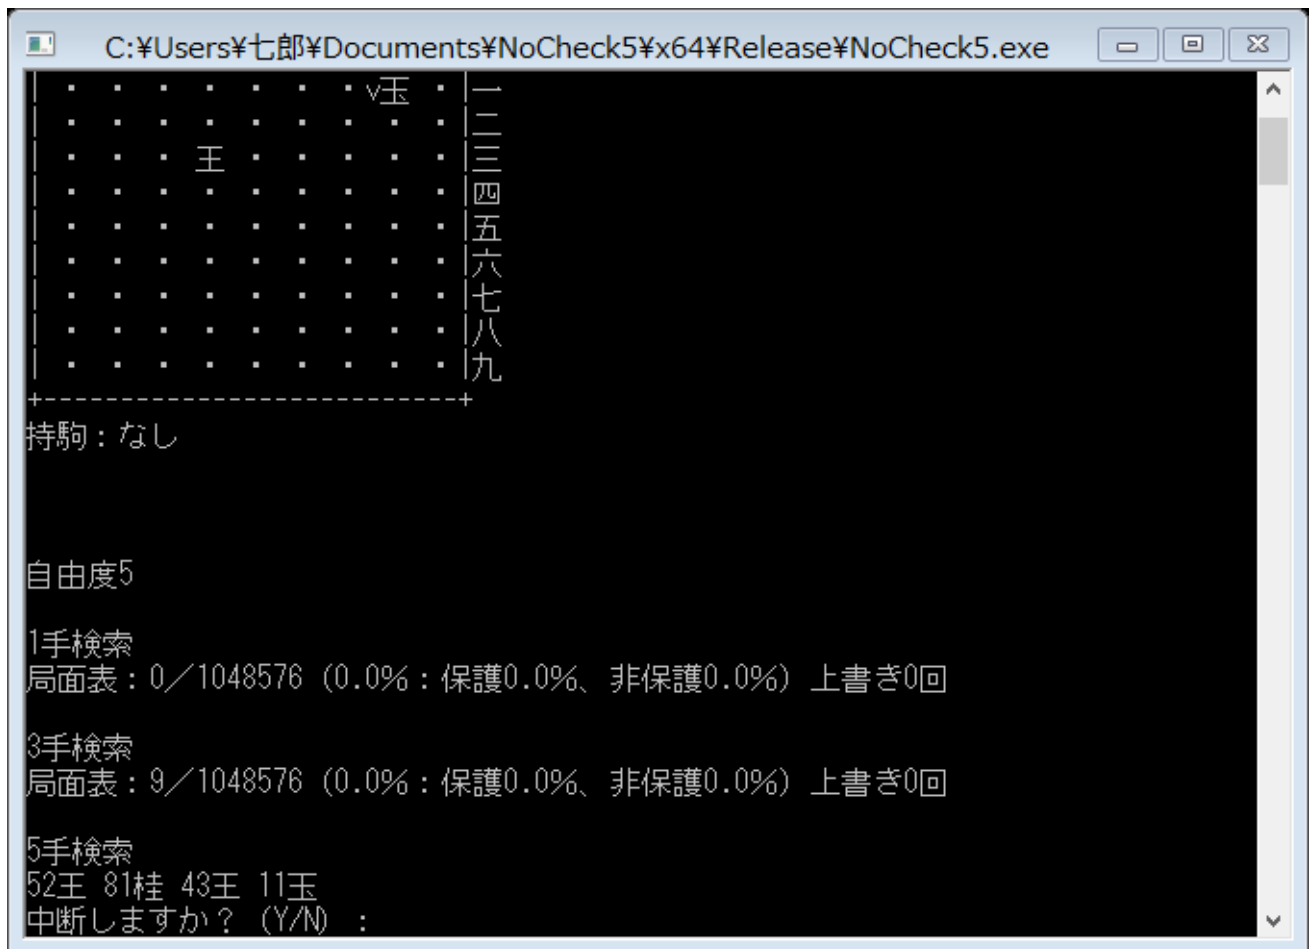 C:¥Users¥七郎¥Documents¥NoCheck5¥x64¥Release¥NoCheck5.exe
| ・ ・ ・ ・ ・ ・ ・v玉 ・|一
| ・ ・ ・ ・ ・ ・ ・ ・ ・|二
| ・ ・ ・ 王 ・ ・ ・ ・ ・|三
| ・ ・ ・ ・ ・ ・ ・ ・ ・|四
| ・ ・ ・ ・ ・ ・ ・ ・ ・|五
| ・ ・ ・ ・ ・ ・ ・ ・ ・|六
| ・ ・ ・ ・ ・ ・ ・ ・ ・|七
| ・ ・ ・ ・ ・ ・ ・ ・ ・|八
| ・ ・ ・ ・ ・ ・ ・ ・ ・|九
+---------------------------+
持駒：なし
自由度5
1手検索
局面表：0／1048576 (0.0%：保護0.0%、非保護0.0%) 上書き0回
3手検索
局面表：9／1048576 (0.0%：保護0.0%、非保護0.0%) 上書き0回
5手検索
52王 81桂 43王 11玉
中断しますか？ (Y/N) :